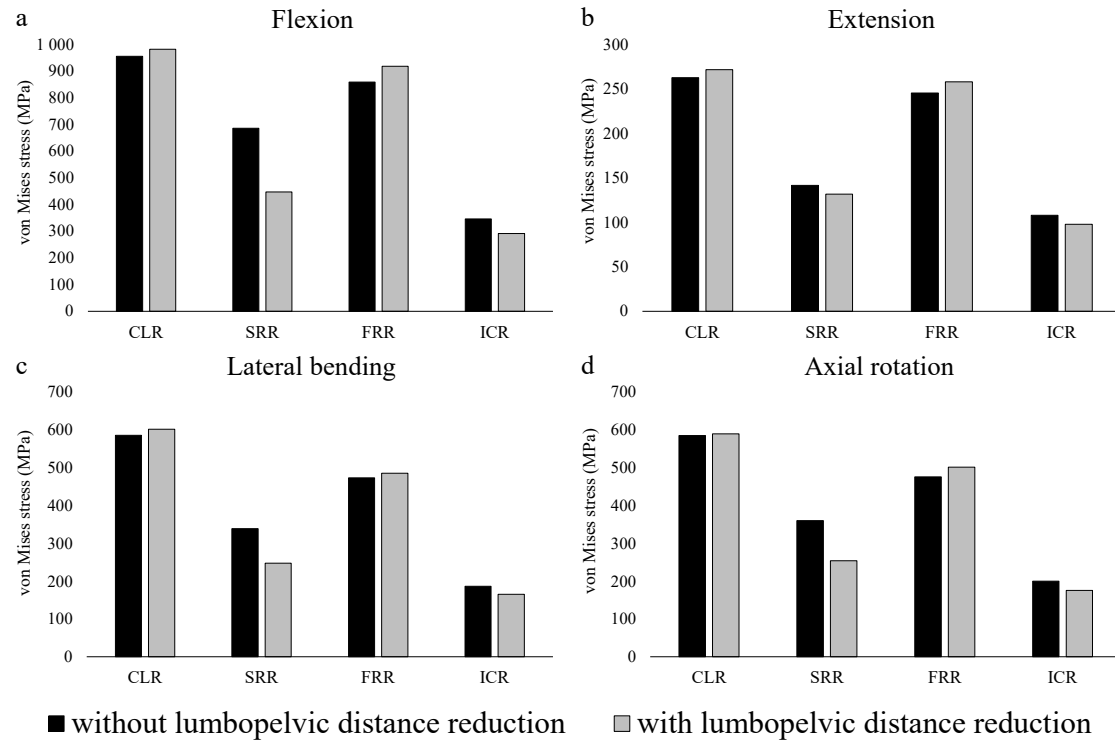 a
Flexion
von Mises stress (MPa)
1 000
900
800
700
600
500
400
300
200
100
0
CLR SRR FRR ICR
b
Extension
von Mises stress (MPa)
300
250
200
150
100
50
0
CLR SRR FRR ICR
c
Lateral bending
von Mises stress (MPa)
700
600
500
400
300
200
100
0
CLR SRR FRR ICR
d
Axial rotation
von Mises stress (MPa)
700
600
500
400
300
200
100
0
CLR SRR FRR ICR
without lumbopelvic distance reduction
with lumbopelvic distance reduction